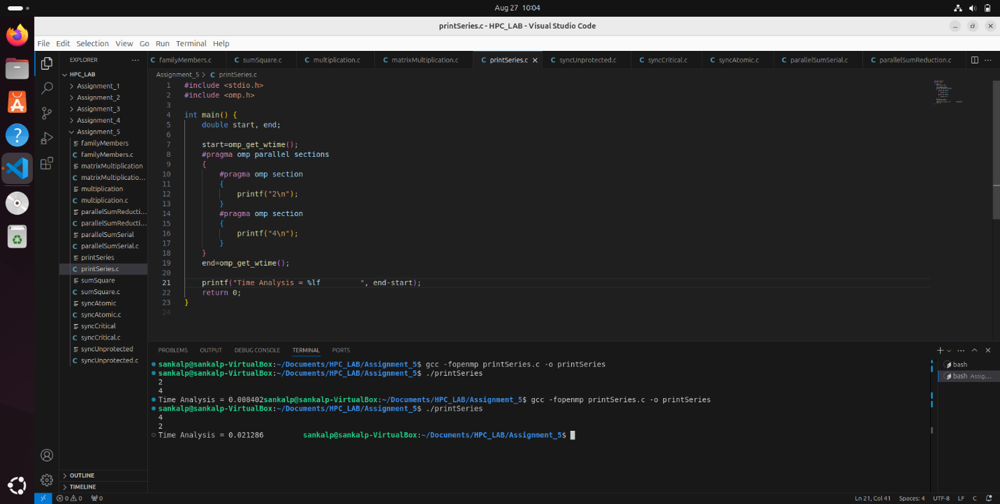 Aug 27 10:04
printSeries.c - HPC_LAB - Visual Studio Code
File Edit Selection View Go Run Terminal Help
EXPLORER
HPC_LAB
Assignment_1
Assignment_2
Assignment_3
Assignment_4
Assignment_5
familyMembers
C familyMembers.c
matrixMultiplication
C matrixMultiplicatio...
multiplication
C multiplication.c
parallelSumReducti...
C parallelSumReducti...
parallelSumSerial
C parallelSumSerial.c
printSeries
C printSeries.c
sumSquare
C sumSquare.c
syncAtomic
C syncAtomic.c
syncCritical
C syncCritical.c
syncUnprotected
C syncUnprotected.c
OUTLINE
TIMELINE
C familyMembers.c C sumSquare.c C multiplication.c C matrixMultiplication.c C printSeries.c C syncUnprotected.c C syncCritical.c C syncAtomic.c C parallelSumSerial.c C parallelSumReduction.c
Assignment_5 > C printSeries.c
1 #include <stdio.h>
2 #include <omp.h>
3
4 int main() {
5 double start, end;
6
7 start=omp_get_wtime();
8 #pragma omp parallel sections
9 {
10 #pragma omp section
11 {
12 printf("2\n");
13 }
14 #pragma omp section
15 {
16 printf("4\n");
17 }
18 }
19 end=omp_get_wtime();
20
21 printf("Time Analysis = %lf         ", end-start);
22 return 0;
23 }
24
PROBLEMS OUTPUT DEBUG CONSOLE TERMINAL PORTS
sankalp@sankalp-VirtualBox:~/Documents/HPC_LAB/Assignment_5$ gcc -fopenmp printSeries.c -o printSeries
sankalp@sankalp-VirtualBox:~/Documents/HPC_LAB/Assignment_5$ ./printSeries
2
4
Time Analysis = 0.008402sankalp@sankalp-VirtualBox:~/Documents/HPC_LAB/Assignment_5$ gcc -fopenmp printSeries.c -o printSeries
sankalp@sankalp-VirtualBox:~/Documents/HPC_LAB/Assignment_5$ ./printSeries
4
2
Time Analysis = 0.021286         sankalp@sankalp-VirtualBox:~/Documents/HPC_LAB/Assignment_5$
bash
bash Assig...
0 0 0 Ln 21, Col 41 Spaces: 4 UTF-8 LF C